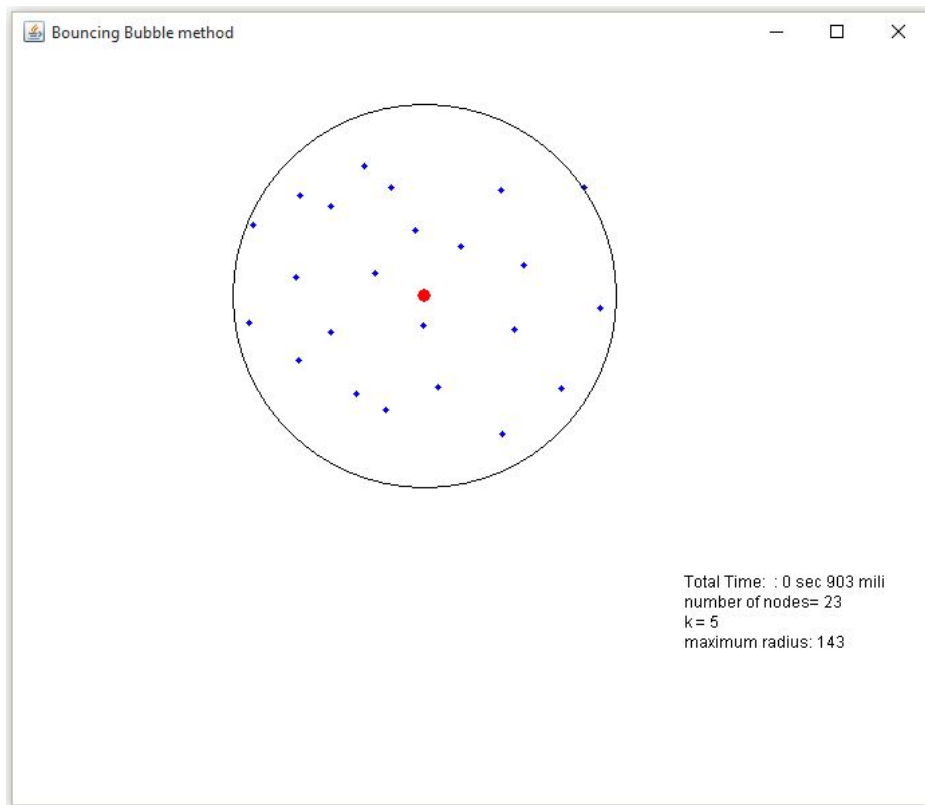 Bouncing Bubble method
Total Time:  : 0 sec 903 mili
number of nodes= 23
k = 5
maximum radius: 143